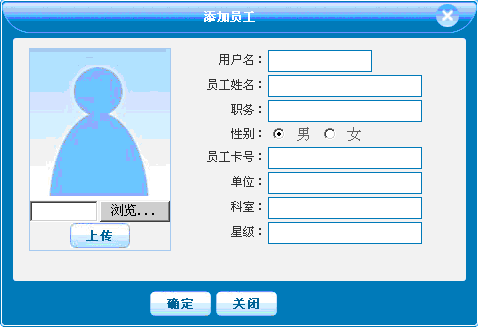 添加员工
用户名：
员工姓名：
职务：
性别： 男 女
员工卡号：
单位：
科室：
星级：
浏览...
上传
确定 关闭